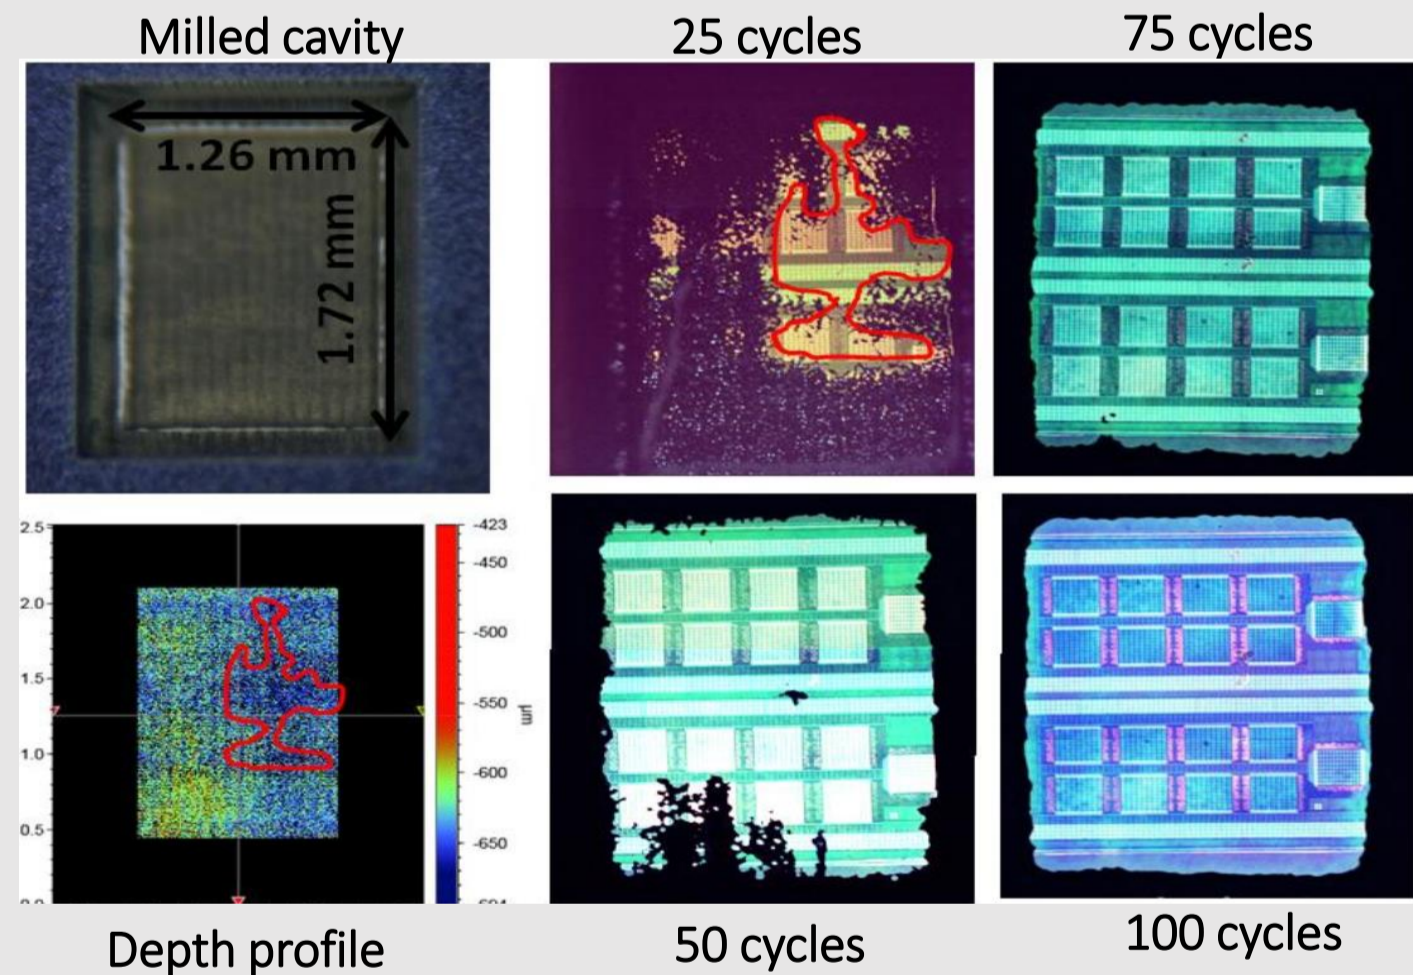 Milled cavity
25 cycles
75 cycles
1.26 mm
1.72 mm
2.5
2.0
1.5
1.0
0.5
-423
-450
-500
-550
-600
-650
µm
Depth profile
50 cycles
100 cycles